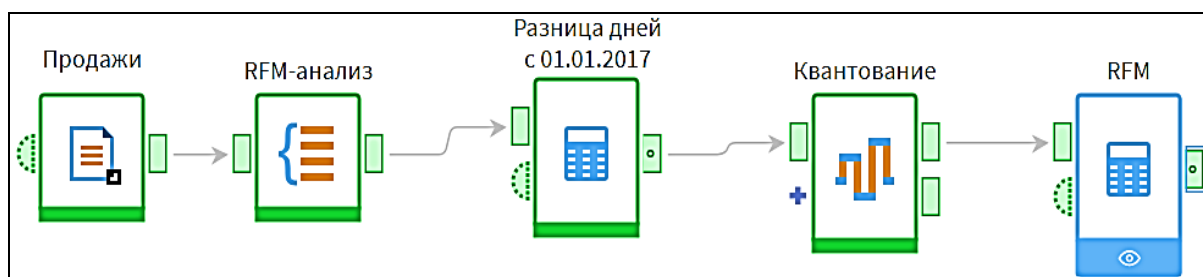 Продажи
RFM-анализ
Разница дней
с 01.01.2017
Квантование
RFM